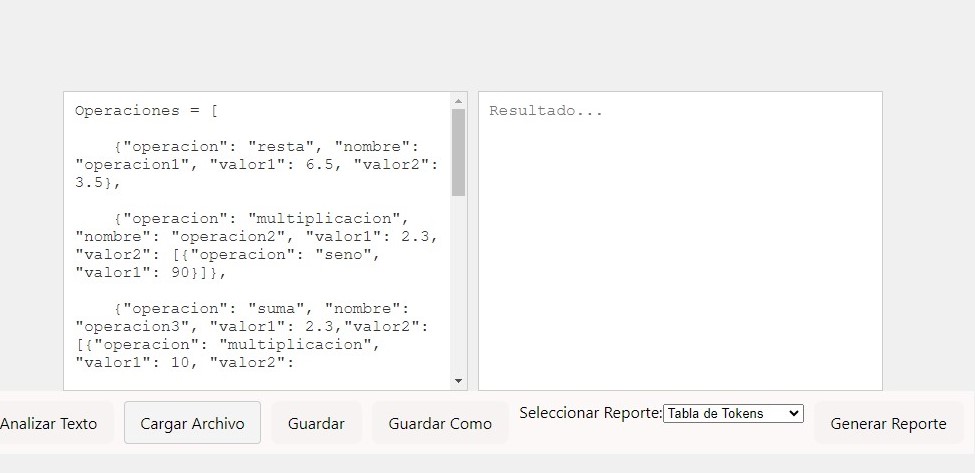 Operaciones = [
{"operacion": "resta", "nombre":
"operacion1", "valor1": 6.5, "valor2":
3.5},
{"operacion": "multiplicacion",
"nombre": "operacion2", "valor1": 2.3,
"valor2": [{"operacion": "seno",
"valor1": 90}]},
{"operacion": "suma", "nombre":
"operacion3", "valor1": 2.3,"valor2":
[{"operacion": "multiplicacion",
"valor1": 10, "valor2":
Resultado...
Analizar Texto
Cargar Archivo
Guardar
Guardar Como
Seleccionar Reporte:
Tabla de Tokens
Generar Reporte